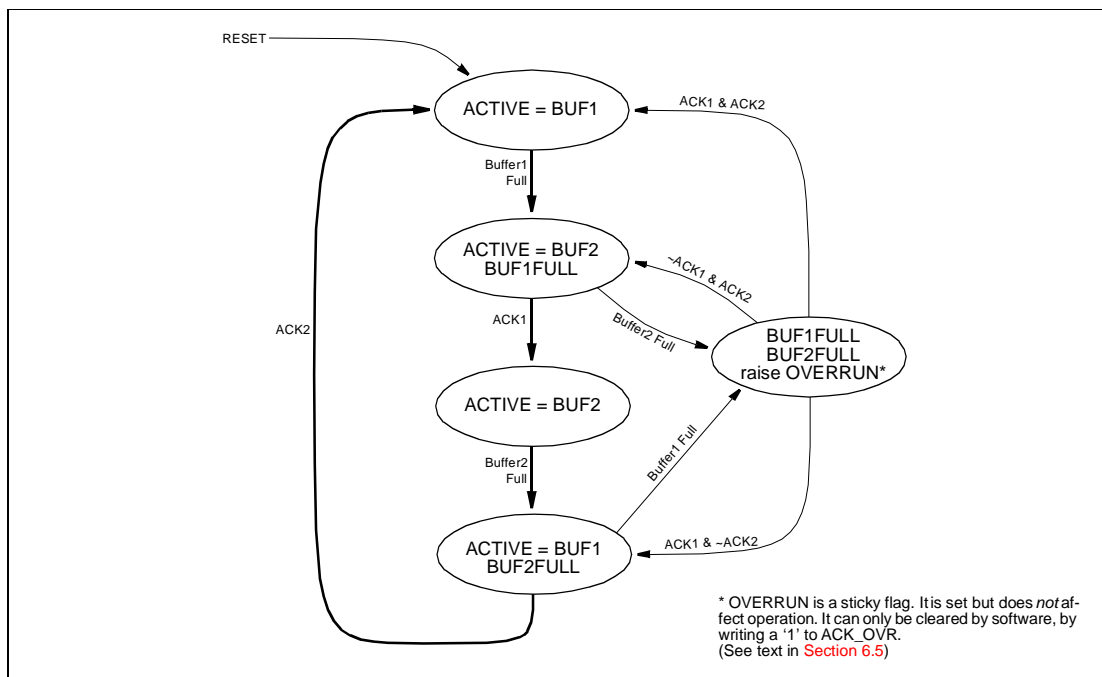 RESET
ACTIVE = BUF1
ACK1 & ACK2
Buffer1
Full
ACTIVE = BUF2
BUF1FULL
~ACK1 & ACK2
ACK2
ACK1
Buffer2 Full
BUF1FULL
BUF2FULL
raise OVERRUN*
ACTIVE = BUF2
Buffer2
Full
Buffer1 Full
ACTIVE = BUF1
BUF2FULL
ACK1 & ~ACK2
* OVERRUN is a sticky flag. It is set but does not af-
fect operation. It can only be cleared by software, by
writing a ‘1’ to ACK_OVR.
(See text in Section 6.5)